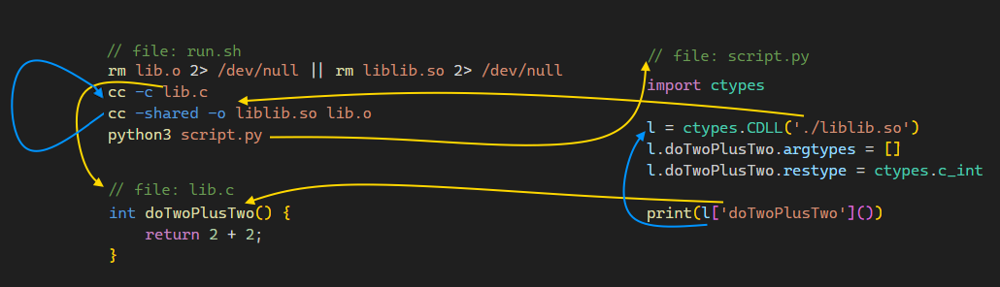 // file: run.sh
rm lib.o 2> /dev/null || rm liblib.so 2> /dev/null
cc -c lib.c
cc -shared -o liblib.so lib.o
python3 script.py
// file: lib.c
int doTwoPlusTwo() {
    return 2 + 2;
}
// file: script.py
import ctypes
l = ctypes.CDLL('./liblib.so')
l.doTwoPlusTwo.argtypes = []
l.doTwoPlusTwo.restype = ctypes.c_int
print(l['doTwoPlusTwo']())